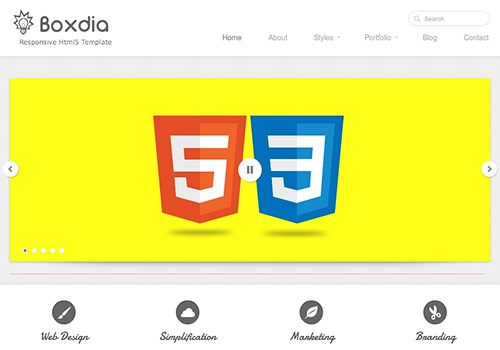 Boxdia
Responsive Html5 Template
Search
Home About Styles Portfolio Blog Contact
5 3
Web Design Simplification Marketing Branding